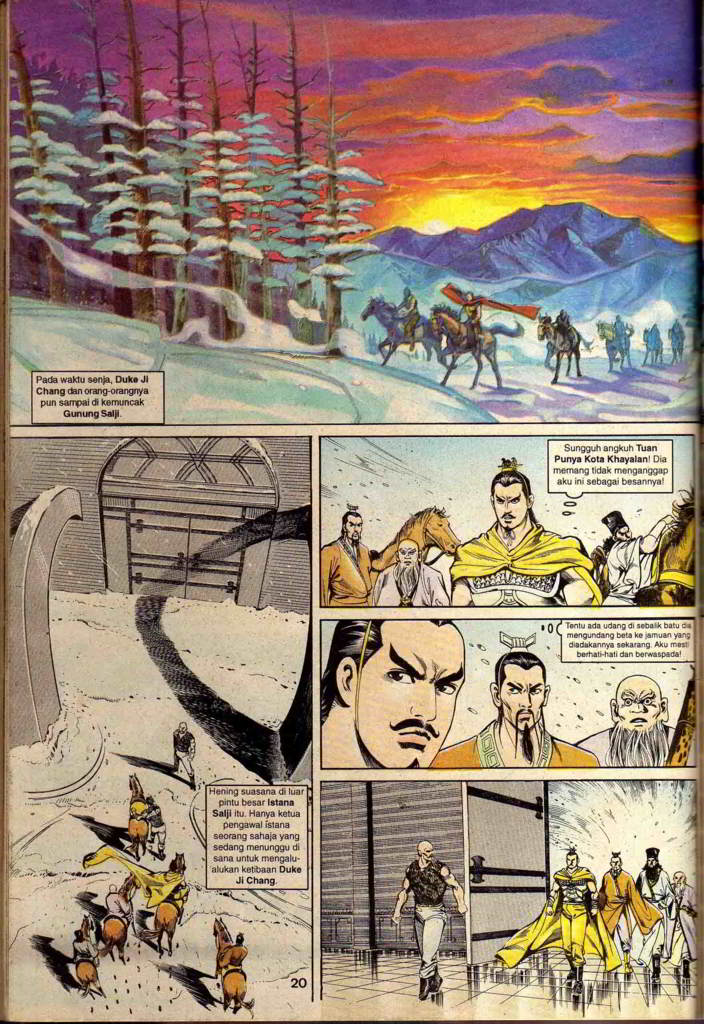 Pada waktu senja, Duke Ji
Chang dan orang-orangnya
pun sampai di kemuncak
Gunung Salji.
Sungguh angkuh Tuan
Punya Kota Khayalan! Dia
memang tidak menganggap
aku ini sebagai besannya!
Tentu ada udang di sebalik batu dia
mengundang beta ke jamuan yang
diadakannya sekarang. Aku mesti
berhati-hati dan berwaspada!
Hening suasana di luar
pintu besar Istana
Salji itu. Hanya ketua
pengawal istana
seorang sahaja yang
sedang menunggu di
sana untuk mengalu-
alukan ketibaan Duke
Ji Chang.
20